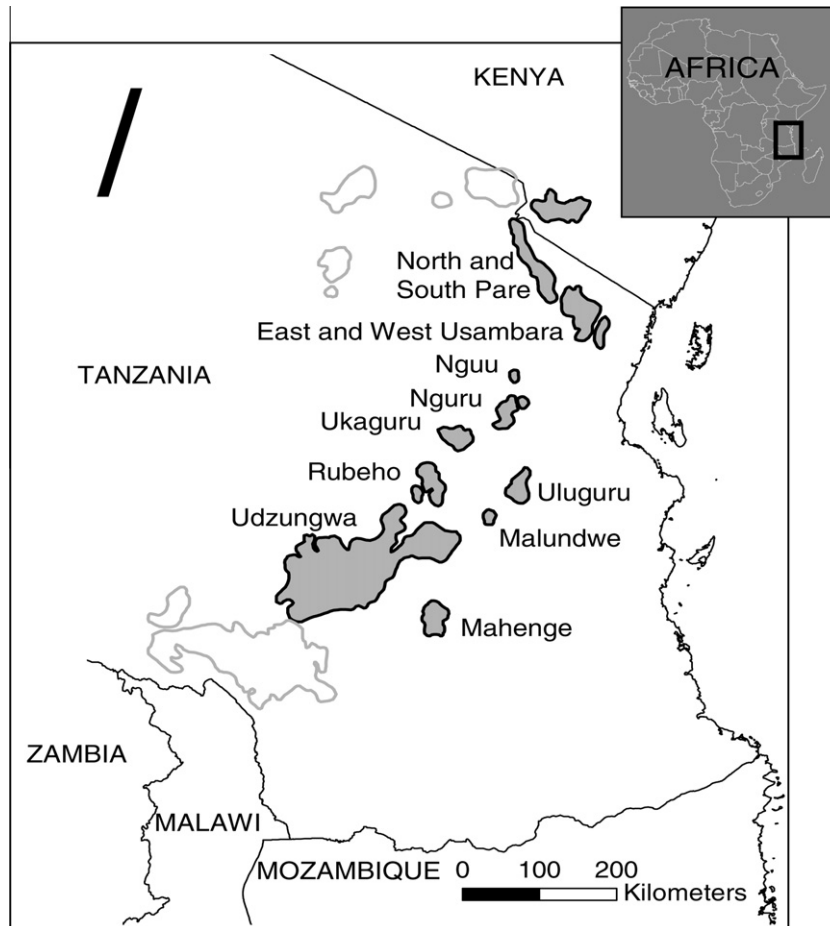 AFRICA
KENYA
North and
South Pare
East and West Usambara
TANZANIA
Nguu
Nguru
Ukaguru
Rubeho
Uluguru
Udzungwa
Malundwe
Mahenge
ZAMBIA
MALAWI
MOZAMBIQUE
0 100 200
Kilometers